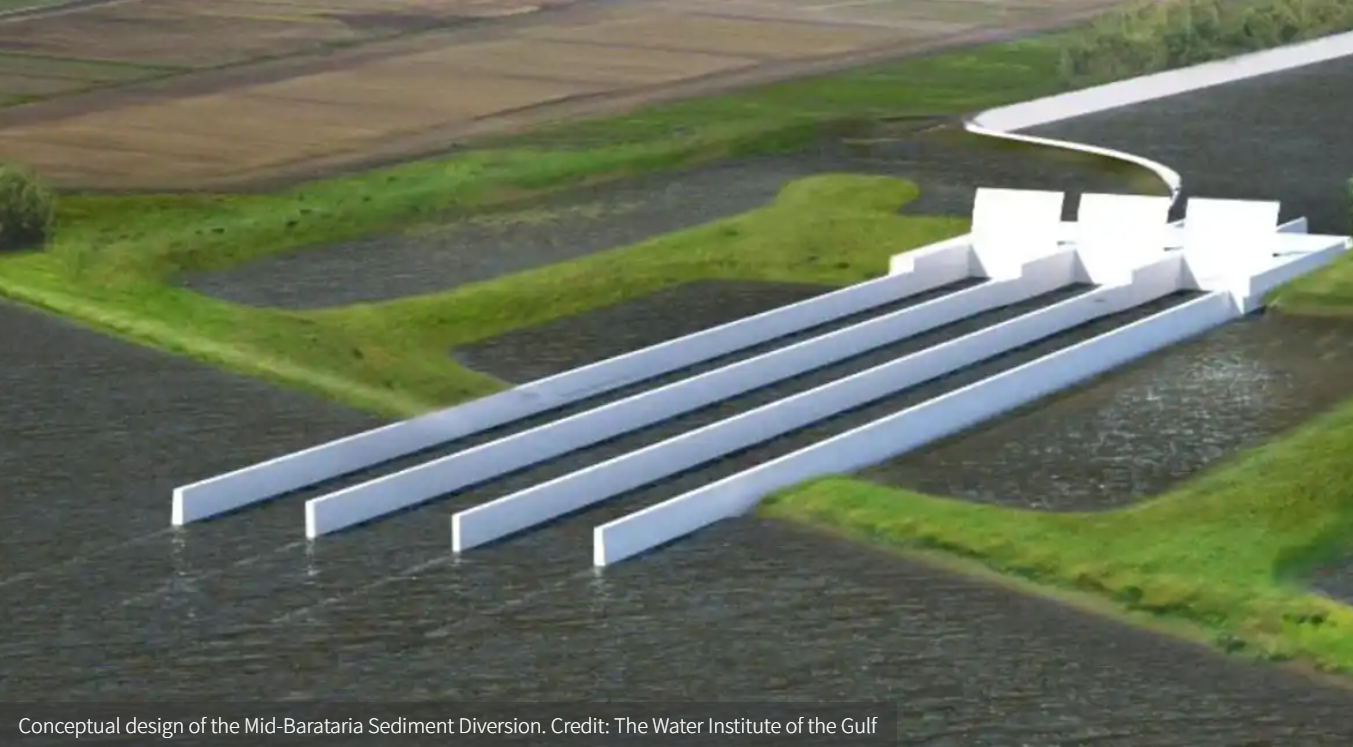 Conceptual design of the Mid-Barataria Sediment Diversion. Credit: The Water Institute of the Gulf